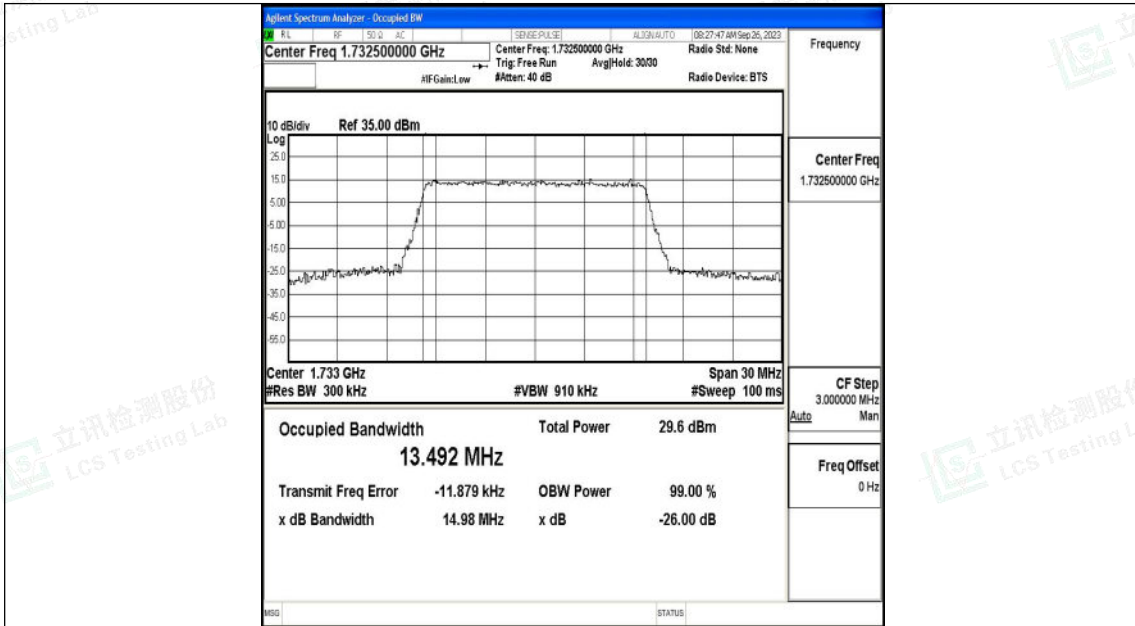 Agilent Spectrum Analyzer - Occupied BW
RL RF 50 Ω AC SENSE:PULSE ALIGNAUTO 08:27:47 AM Sep 26, 2023
Center Freq 1.732500000 GHz
Center Freq: 1.732500000 GHz
Radio Std: None
Trig: Free Run Avg|Hold: 30/30
#IFGain:Low #Atten: 40 dB Radio Device: BTS
10 dB/div Ref 35.00 dBm
Log
25.0
15.0
5.00
-5.00
-15.0
-25.0
-35.0
-45.0
-55.0
Center 1.733 GHz Span 30 MHz
#Res BW 300 kHz #VBW 910 kHz #Sweep 100 ms
Occupied Bandwidth Total Power 29.6 dBm
13.492 MHz
Transmit Freq Error -11.879 kHz OBW Power 99.00 %
x dB Bandwidth 14.98 MHz x dB -26.00 dB
MSG STATUS
Frequency
Center Freq
1.732500000 GHz
CF Step
3.000000 MHz
Auto Man
Freq Offset
0 Hz
立讯检测股份
LCS Testing Lab